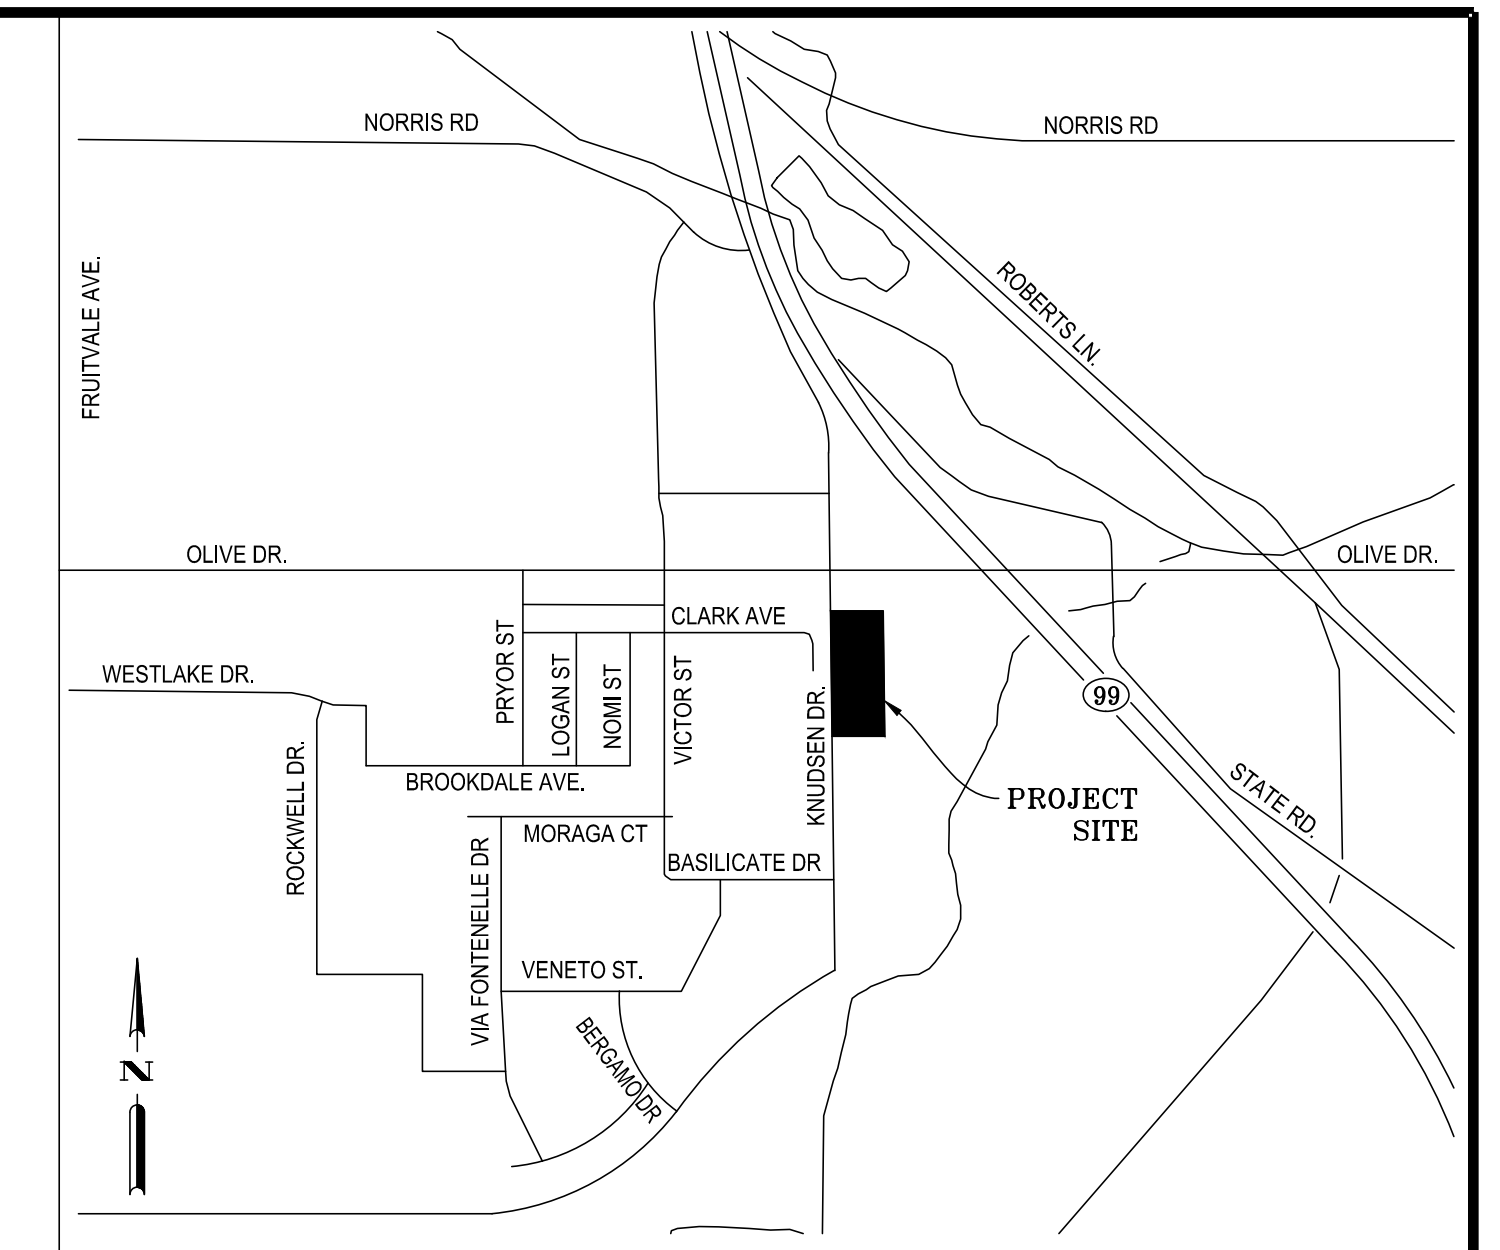 NORRIS RD
NORRIS RD
FRUITVALE AVE.
ROBERTS LN.
OLIVE DR.
OLIVE DR.
CLARK AVE
PRYOR ST
LOGAN ST
NOMI ST
VICTOR ST
KNUDSEN DR.
WESTLAKE DR.
99
ROCKWELL DR.
BROOKDALE AVE.
STATE RD.
PROJECT
SITE
MORAGA CT
BASILICATE DR
VIA FONTENELLE DR
VENETO ST.
BERGAMO DR
N